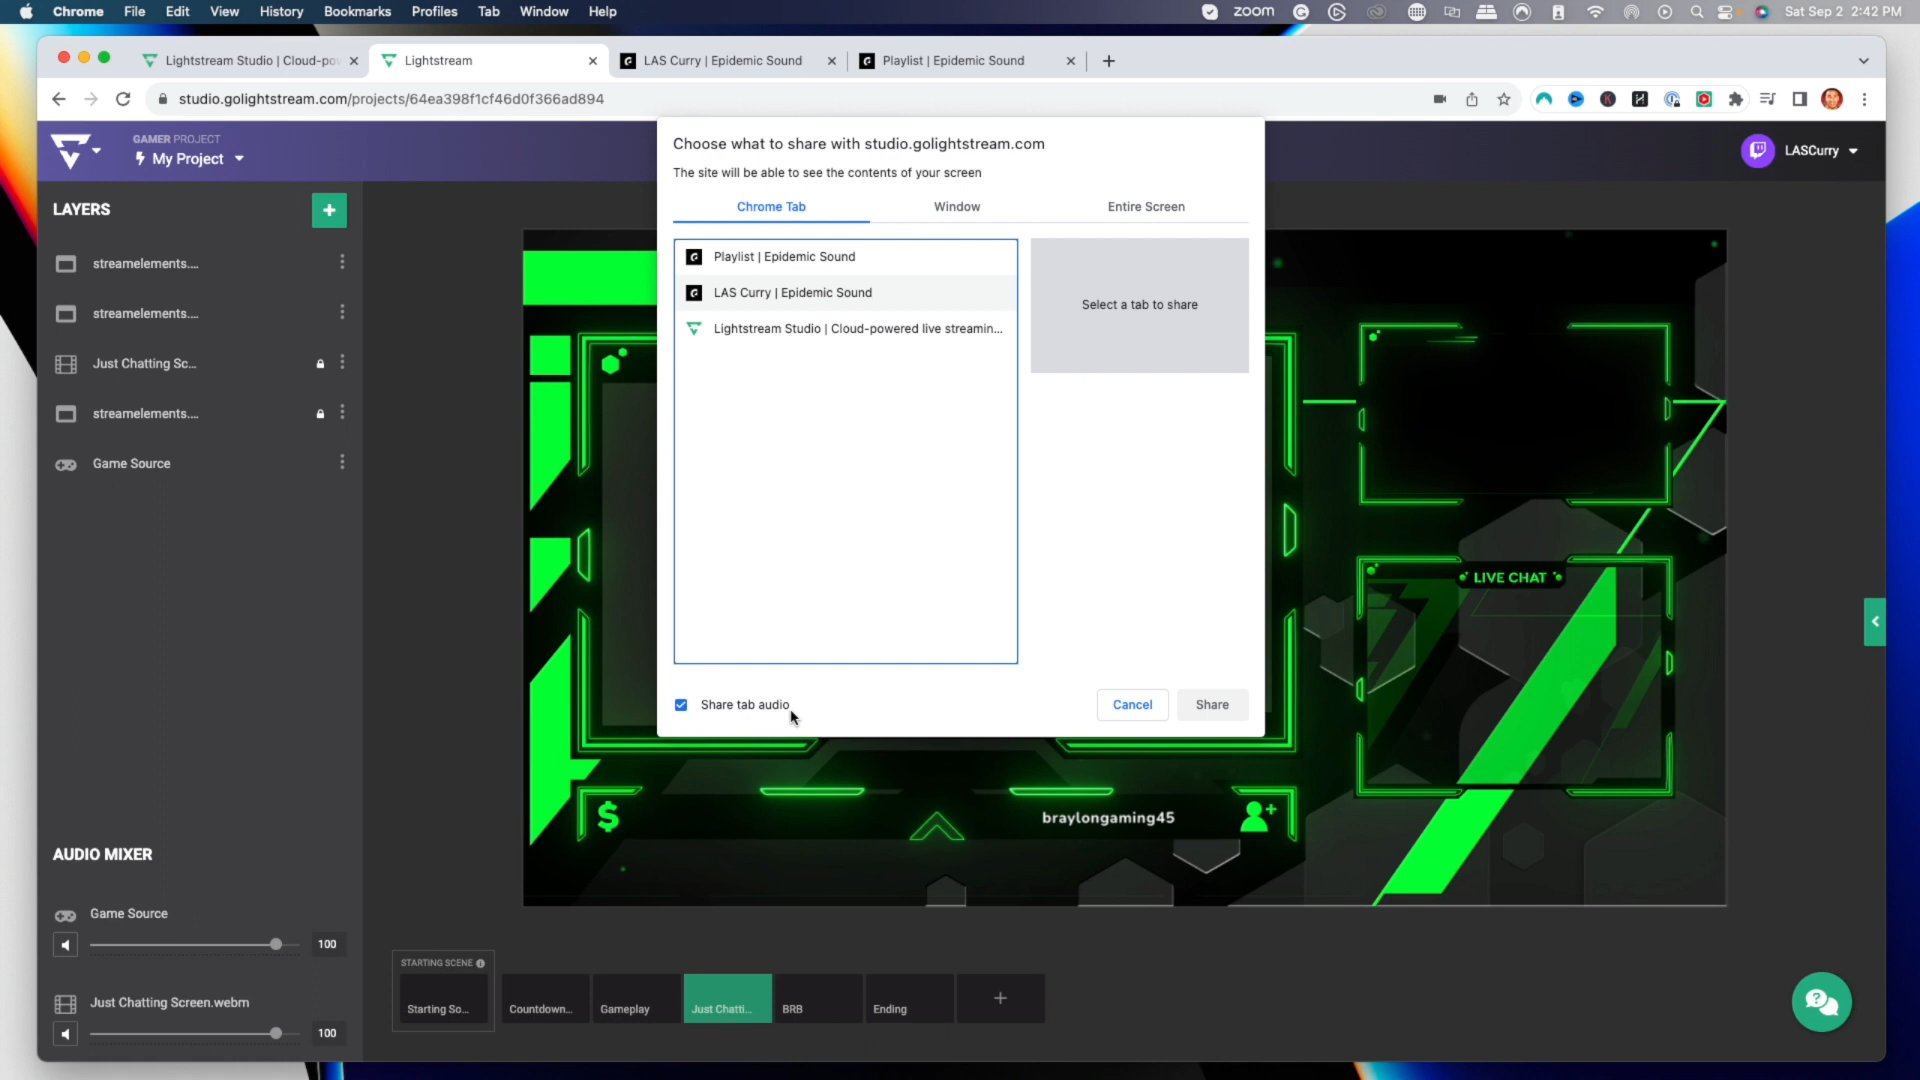 Chrome File Edit View History Bookmarks Profiles Tab Window Help
zoom
Sat Sep 2 2:42 PM
Lightstream Studio | Cloud-po
Lightstream
LAS Curry | Epidemic Sound
Playlist | Epidemic Sound
studio.golightstream.com/projects/64ea398f1cf46d0f366ad894
GAMER PROJECT
My Project
LASCurry
LAYERS
streamelements....
streamelements....
Just Chatting Sc...
streamelements....
Game Source
Choose what to share with studio.golightstream.com
The site will be able to see the contents of your screen
Chrome Tab
Window
Entire Screen
Playlist | Epidemic Sound
LAS Curry | Epidemic Sound
Lightstream Studio | Cloud-powered live streamin...
Select a tab to share
Share tab audio
Cancel
Share
LIVE CHAT
$
braylongaming45
AUDIO MIXER
Game Source
100
Just Chatting Screen.webm
100
STARTING SCENE
Starting So...
Countdown...
Gameplay
Just Chatti...
BRB
Ending